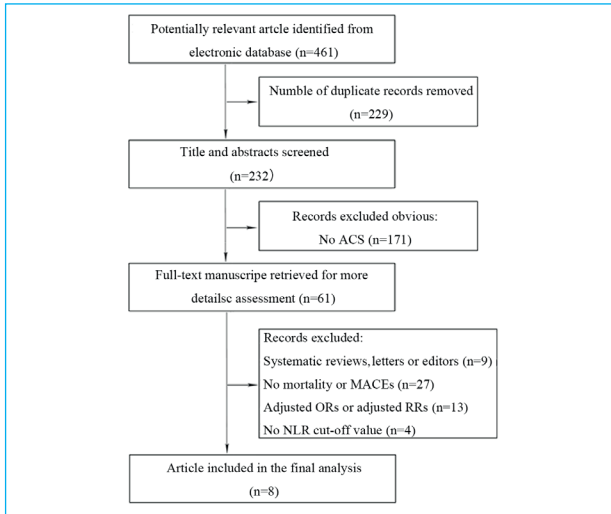 Potentially relevant artcle identified from
electronic database (n=461)
Numble of duplicate records removed
(n=229)
Title and abstracts screened
(n=232)
Records excluded obvious:
No ACS (n=171)
Full-text manuscripe retrieved for more
detailsc assessment (n=61)
Records excluded:
Systematic reviews,letters or editors (n=9)
No mortality or MACEs (n=27)
Adjusted ORs or adjusted RRs (n=13)
No NLR cut-off value (n=4)
Article included in the final analysis
(n=8)